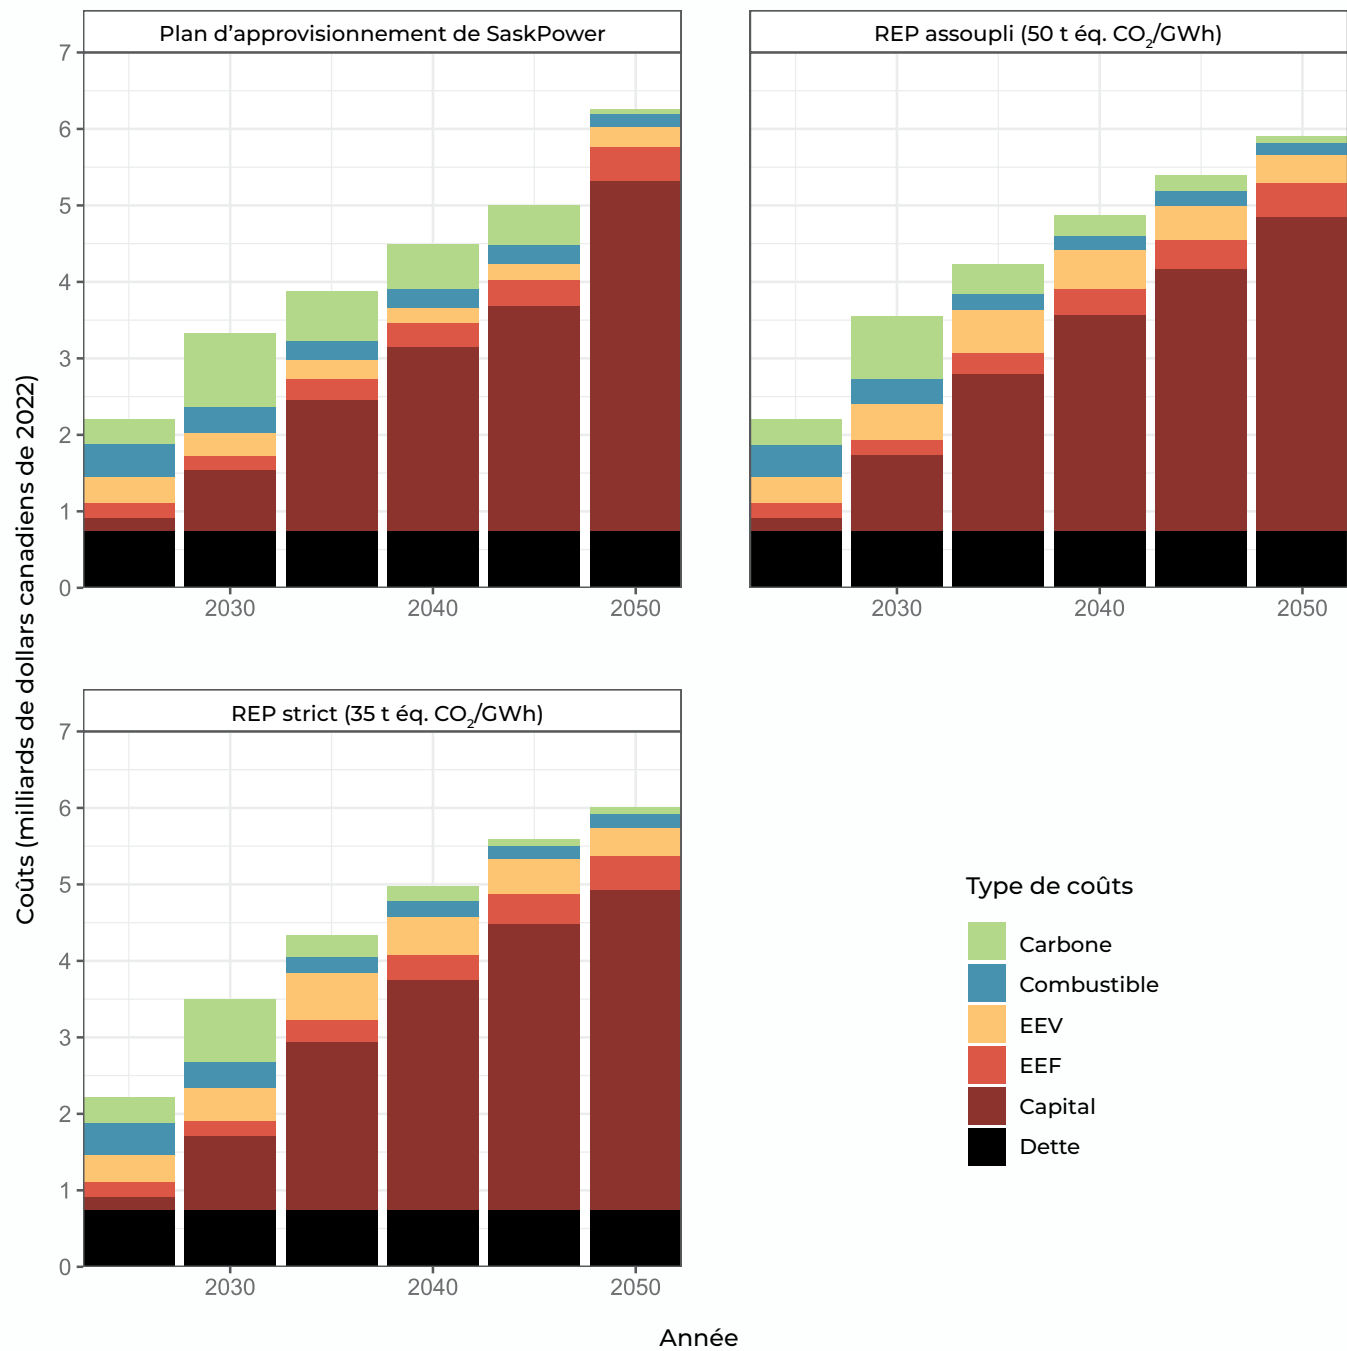 Plan d’approvisionnement de SaskPower
REP assoupli (50 t éq. CO₂/GWh)
7
6
5
4
3
2
1
0
2030
2040
2050
2030
2040
2050
Coûts (milliards de dollars canadiens de 2022)
REP strict (35 t éq. CO₂/GWh)
7
6
5
4
3
2
1
0
2030
2040
2050
Type de coûts
Carbone
Combustible
EEV
EEF
Capital
Dette
Année